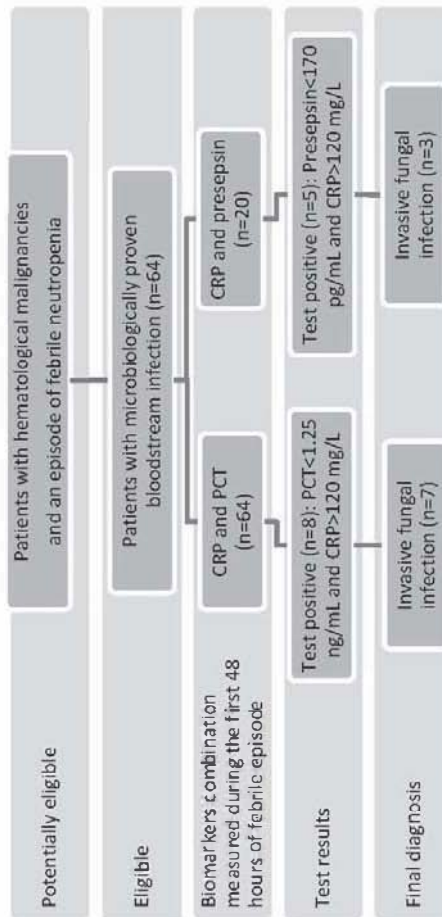 Potentially eligible
Patients with hematological malignancies
and an episode of febrile neutropenia
Eligible
Patients with microbiologically proven
bloodstream infection (n=64)
Biomarkers combination
measured during the first 48
hours of febrile episode
CRP and PCT
(n=64)
CRP and presepsin
(n=20)
Test results
Test positive (n=8): PCT<1.25
ng/mL and CRP>120 mg/L
Test positive (n=5): Presepsin<170
pg/mL and CRP>120 mg/L
Final diagnosis
Invasive fungal
infection (n=7)
Invasive fungal
infection (n=3)